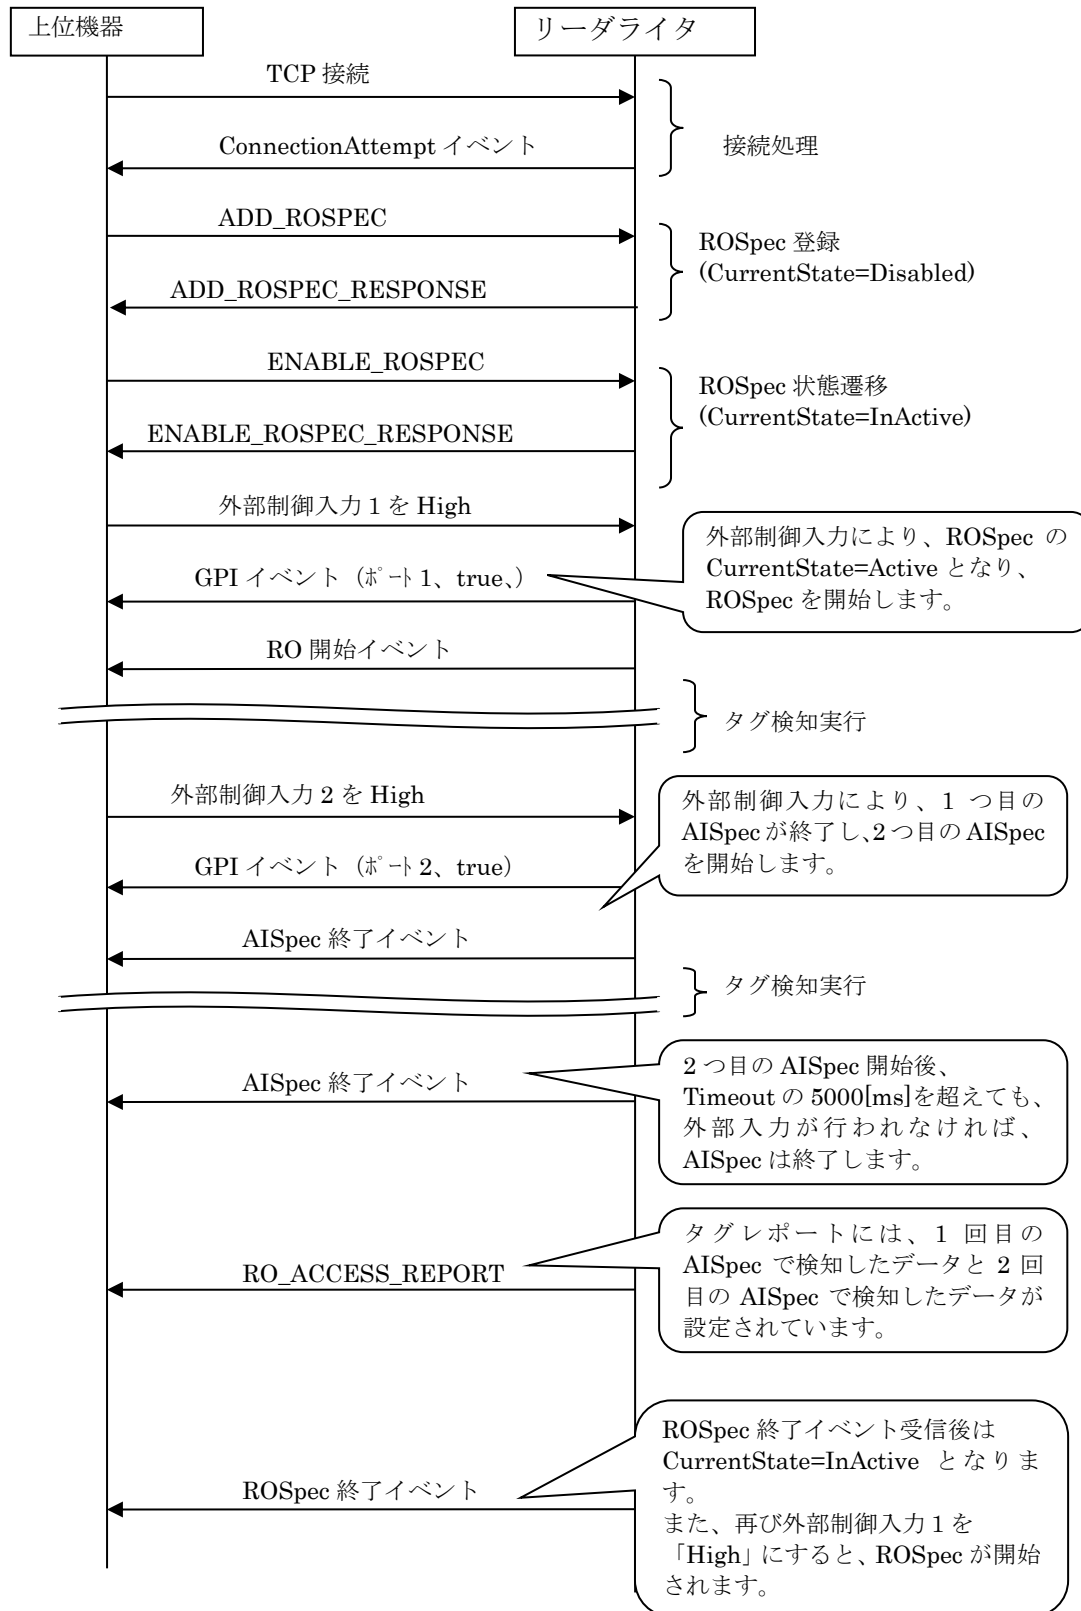 上位機器
リーダライタ
TCP 接続
ConnectionAttempt イベント
接続処理
ADD_ROSPEC
ROSpec 登録
(CurrentState=Disabled)
ADD_ROSPEC_RESPONSE
ENABLE_ROSPEC
ROSpec 状態遷移
(CurrentState=InActive)
ENABLE_ROSPEC_RESPONSE
外部制御入力 1 を High
外部制御入力により、ROSpec の
CurrentState=Active となり、
ROSpec を開始します。
GPI イベント（ﾎﾟｰﾄ 1、true、）
RO 開始イベント
タグ検知実行
外部制御入力 2 を High
外部制御入力により、1 つ目の
AISpec が終了し、2 つ目の AISpec
を開始します。
GPI イベント（ﾎﾟｰﾄ 2、true）
AISpec 終了イベント
タグ検知実行
2 つ目の AISpec 開始後、
Timeout の 5000[ms]を超えても、
外部入力が行われなければ、
AISpec は終了します。
AISpec 終了イベント
タグレポートには、1 回目の
AISpec で検知したデータと 2 回
目の AISpec で検知したデータが
設定されています。
RO_ACCESS_REPORT
ROSpec 終了イベント受信後は
CurrentState=InActive となりま
す。
また、再び外部制御入力 1 を
「High」にすると、ROSpec が開始
されます。
ROSpec 終了イベント